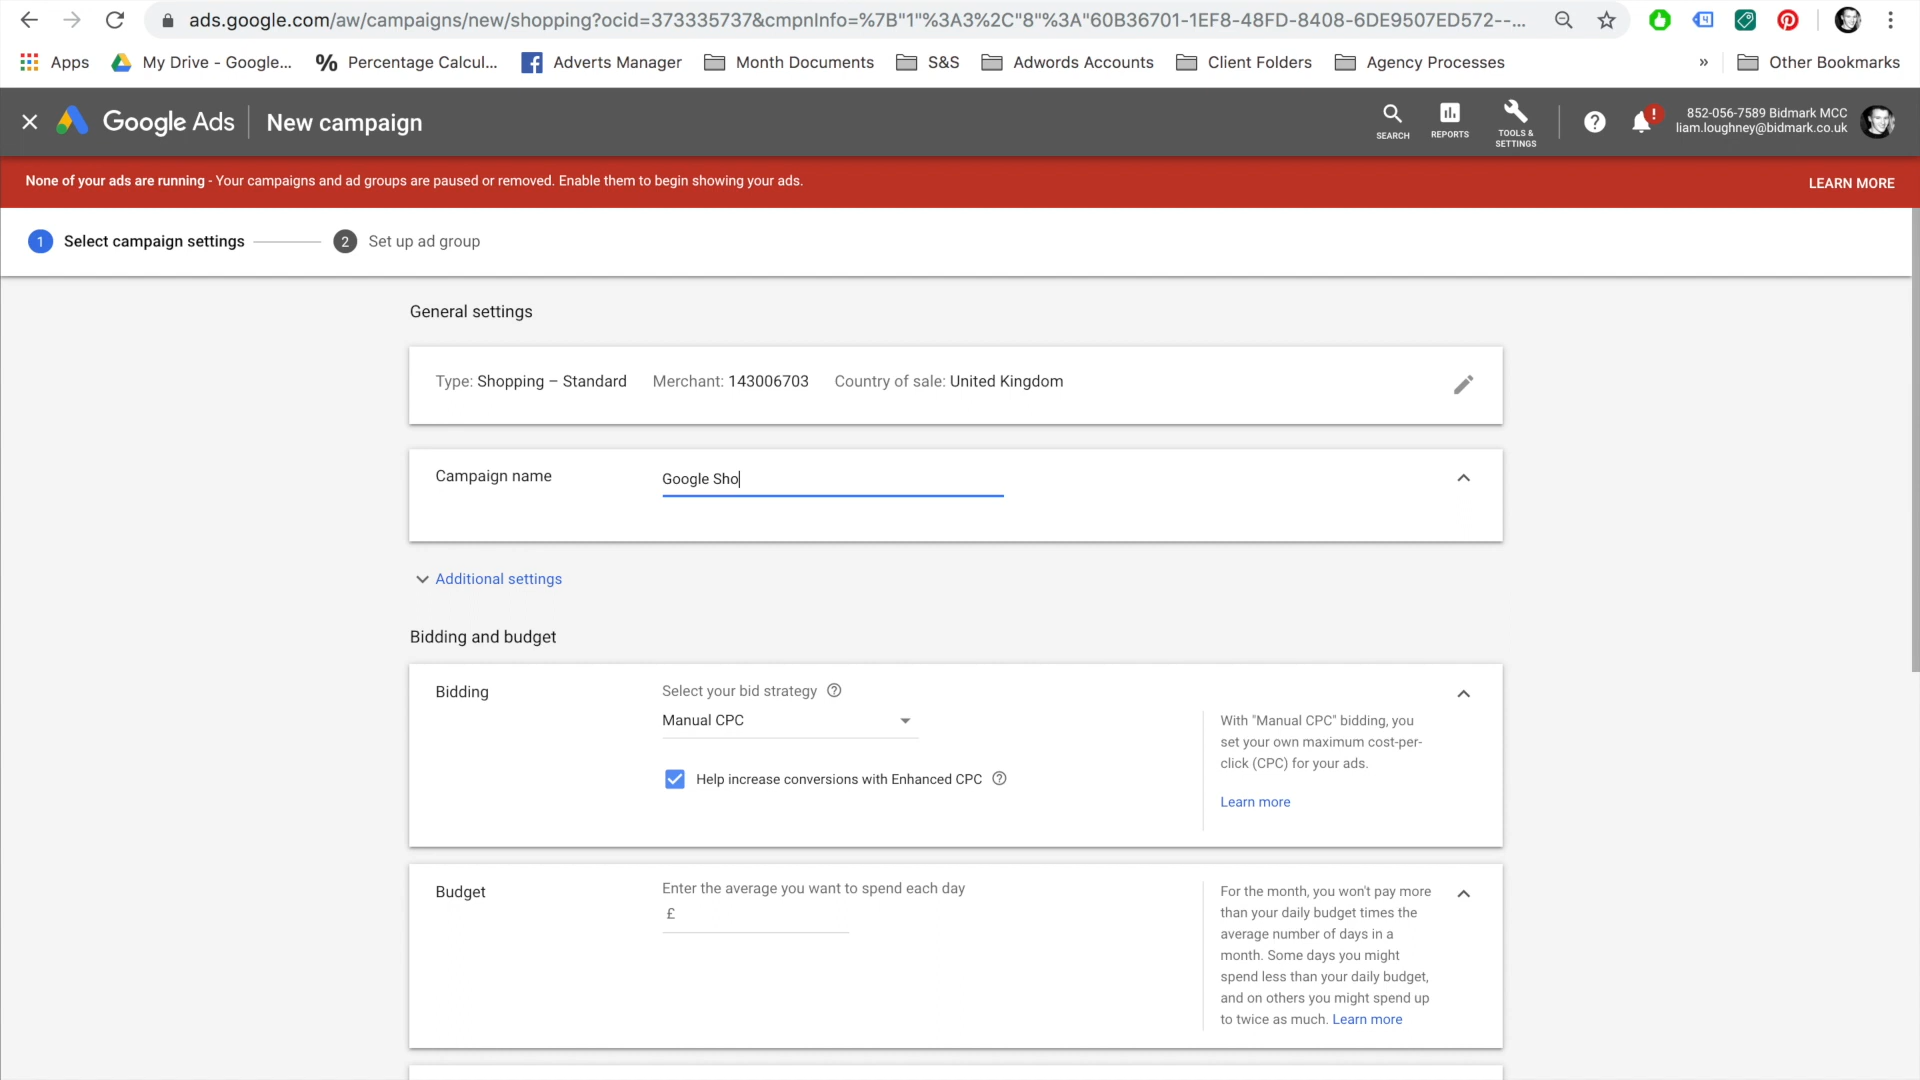 ads.google.com/aw/campaigns/new/shopping?ocid=373335737&cmpnInfo=%7B"1"%3A3%2C"8"%3A"60B36701-1EF8-48FD-8408-6DE9507ED572--...
Apps My Drive - Google... % Percentage Calcul... Adverts Manager Month Documents S&S Adwords Accounts Client Folders Agency Processes » Other Bookmarks
Google Ads New campaign
SEARCH REPORTS TOOLS & SETTINGS
852-056-7589 Bidmark MCC
liam.loughney@bidmark.co.uk
None of your ads are running - Your campaigns and ad groups are paused or removed. Enable them to begin showing your ads.
LEARN MORE
1 Select campaign settings 2 Set up ad group
General settings
Type: Shopping – Standard Merchant: 143006703 Country of sale: United Kingdom
Campaign name
Google Sho
Additional settings
Bidding and budget
Bidding
Select your bid strategy
Manual CPC
Help increase conversions with Enhanced CPC
With "Manual CPC" bidding, you
set your own maximum cost-per-
click (CPC) for your ads.
Learn more
Budget
Enter the average you want to spend each day
£
For the month, you won't pay more
than your daily budget times the
average number of days in a
month. Some days you might
spend less than your daily budget,
and on others you might spend up
to twice as much. Learn more